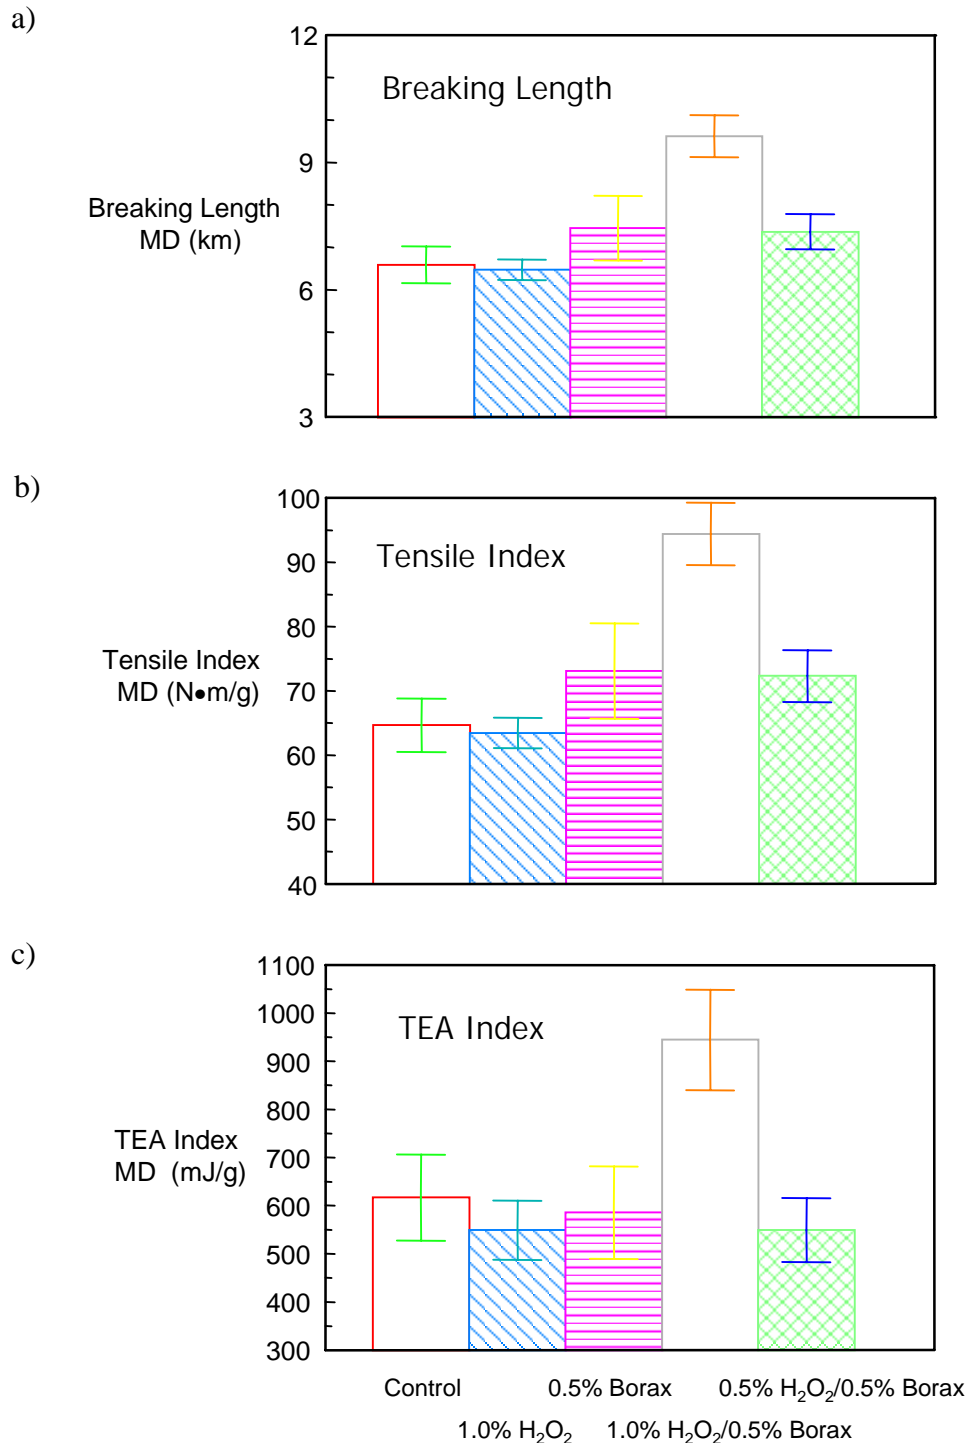 a)
12
Breaking Length
9
Breaking Length
MD (km)
6
3
b)
100
Tensile Index
90
80
Tensile Index
MD (N•m/g)
70
60
50
40
c)
1100
1000
TEA Index
900
800
700
TEA Index
MD (mJ/g)
600
500
400
300
Control 0.5% Borax 0.5% H₂O₂/0.5% Borax
1.0% H₂O₂ 1.0% H₂O₂/0.5% Borax